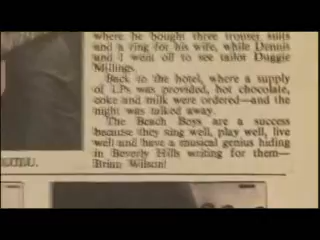 where he bought three trouser suits
and a ring for his wife, while Dennis
and I went off to see tailor Duggie
Millings.
Back to the hotel, where a supply
of LPs was provided, hot chocolate,
coke and milk were ordered—and the
night was talked away.
The Beach Boys are a success
because they sing well, play well, live
well and have a musical genius hiding
in Beverly Hills writing for them—
Brian Wilson!